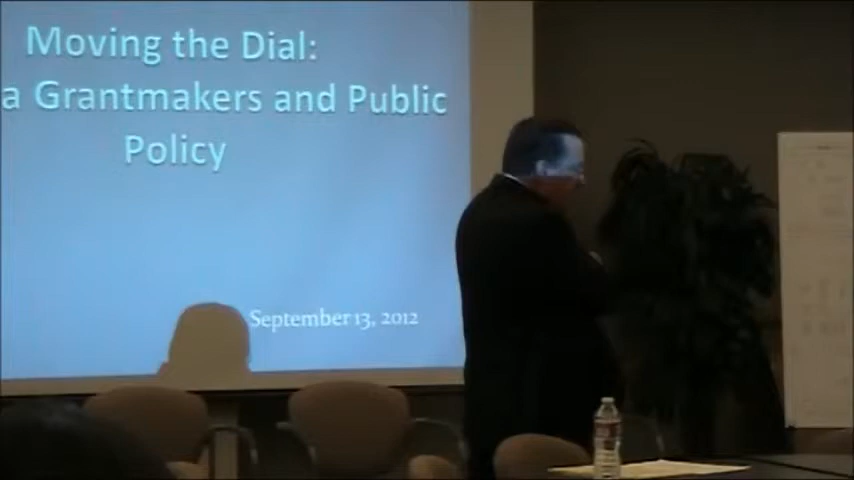 Moving the Dial:
a Grantmakers and Public
Policy
September 13, 2012